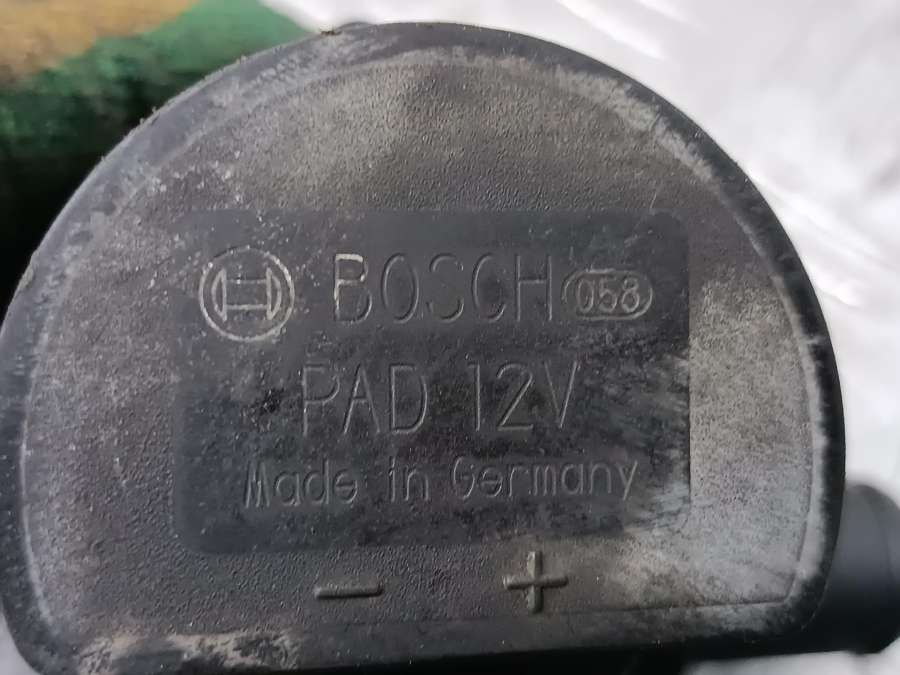 BOSCH 058
PAD 12V
Made in Germany
- +